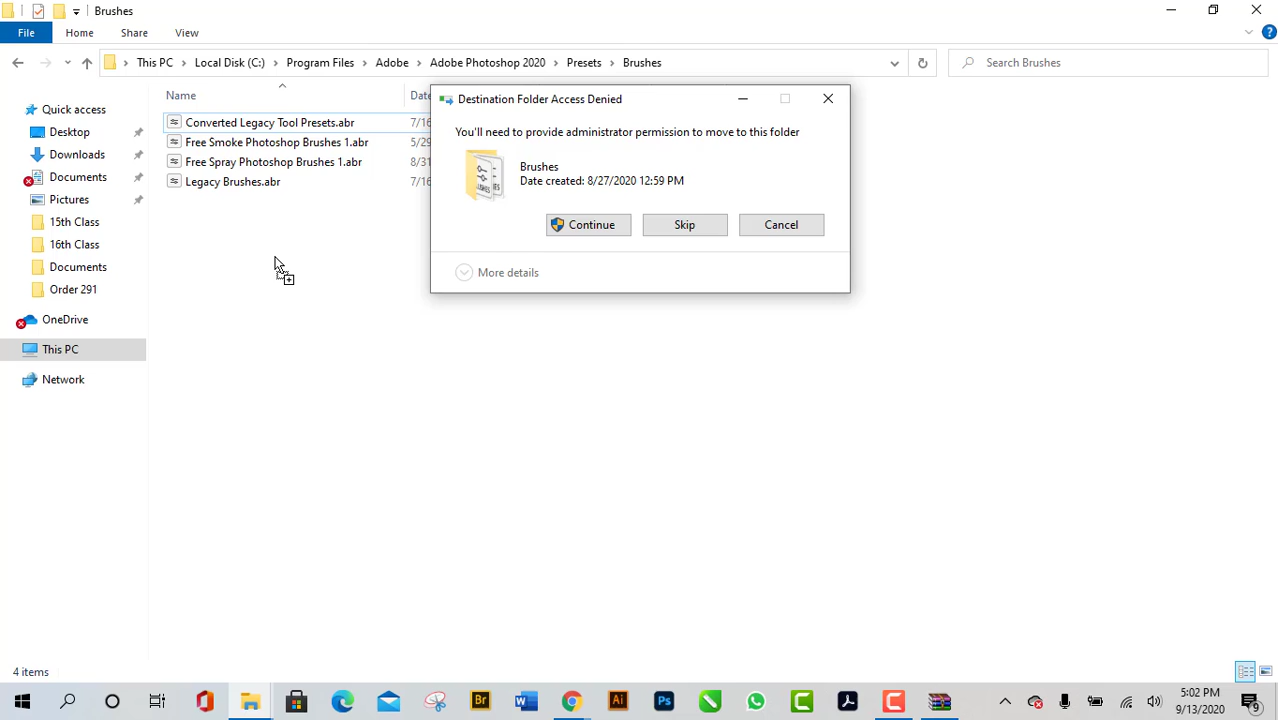 Brushes
File Home Share View
This PC Local Disk (C:) Program Files Adobe Adobe Photoshop 2020 Presets Brushes
Search Brushes
Quick access
Desktop
Downloads
Documents
Pictures
15th Class
16th Class
Documents
Order 291
OneDrive
This PC
Network
Name Date
Converted Legacy Tool Presets.abr 7/16
Free Smoke Photoshop Brushes 1.abr 5/29
Free Spray Photoshop Brushes 1.abr 8/31
Legacy Brushes.abr 7/16
Destination Folder Access Denied
You'll need to provide administrator permission to move to this folder
Brushes
Date created: 8/27/2020 12:59 PM
Continue Skip Cancel
More details
4 items
Br Ai Ps
5:02 PM
9/13/2020
9